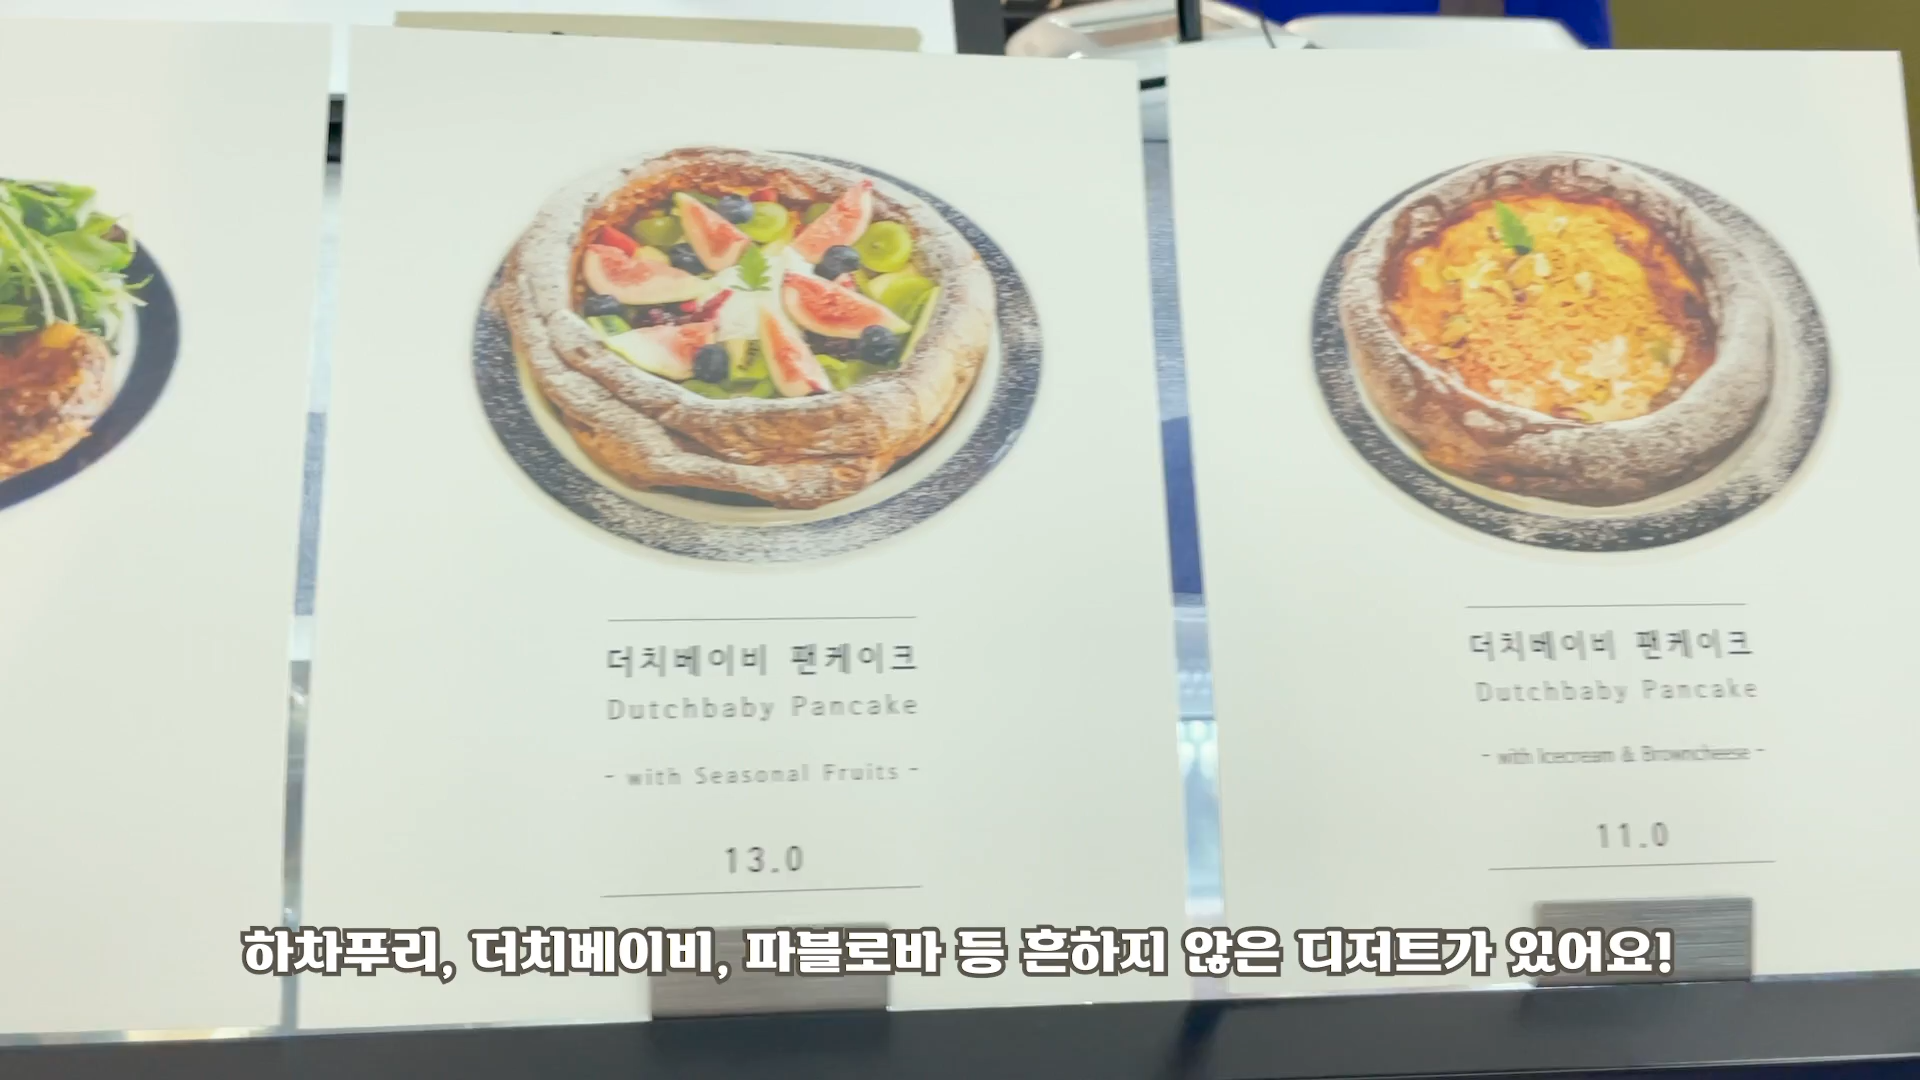 더치베이비 팬케이크
Dutchbaby Pancake
- with Seasonal Fruits -
13.0
더치베이비 팬케이크
Dutchbaby Pancake
- with Icecream & Browncheese -
11.0
하차푸리, 더치베이비, 파블로바 등 흔하지 않은 디저트가 있어요!